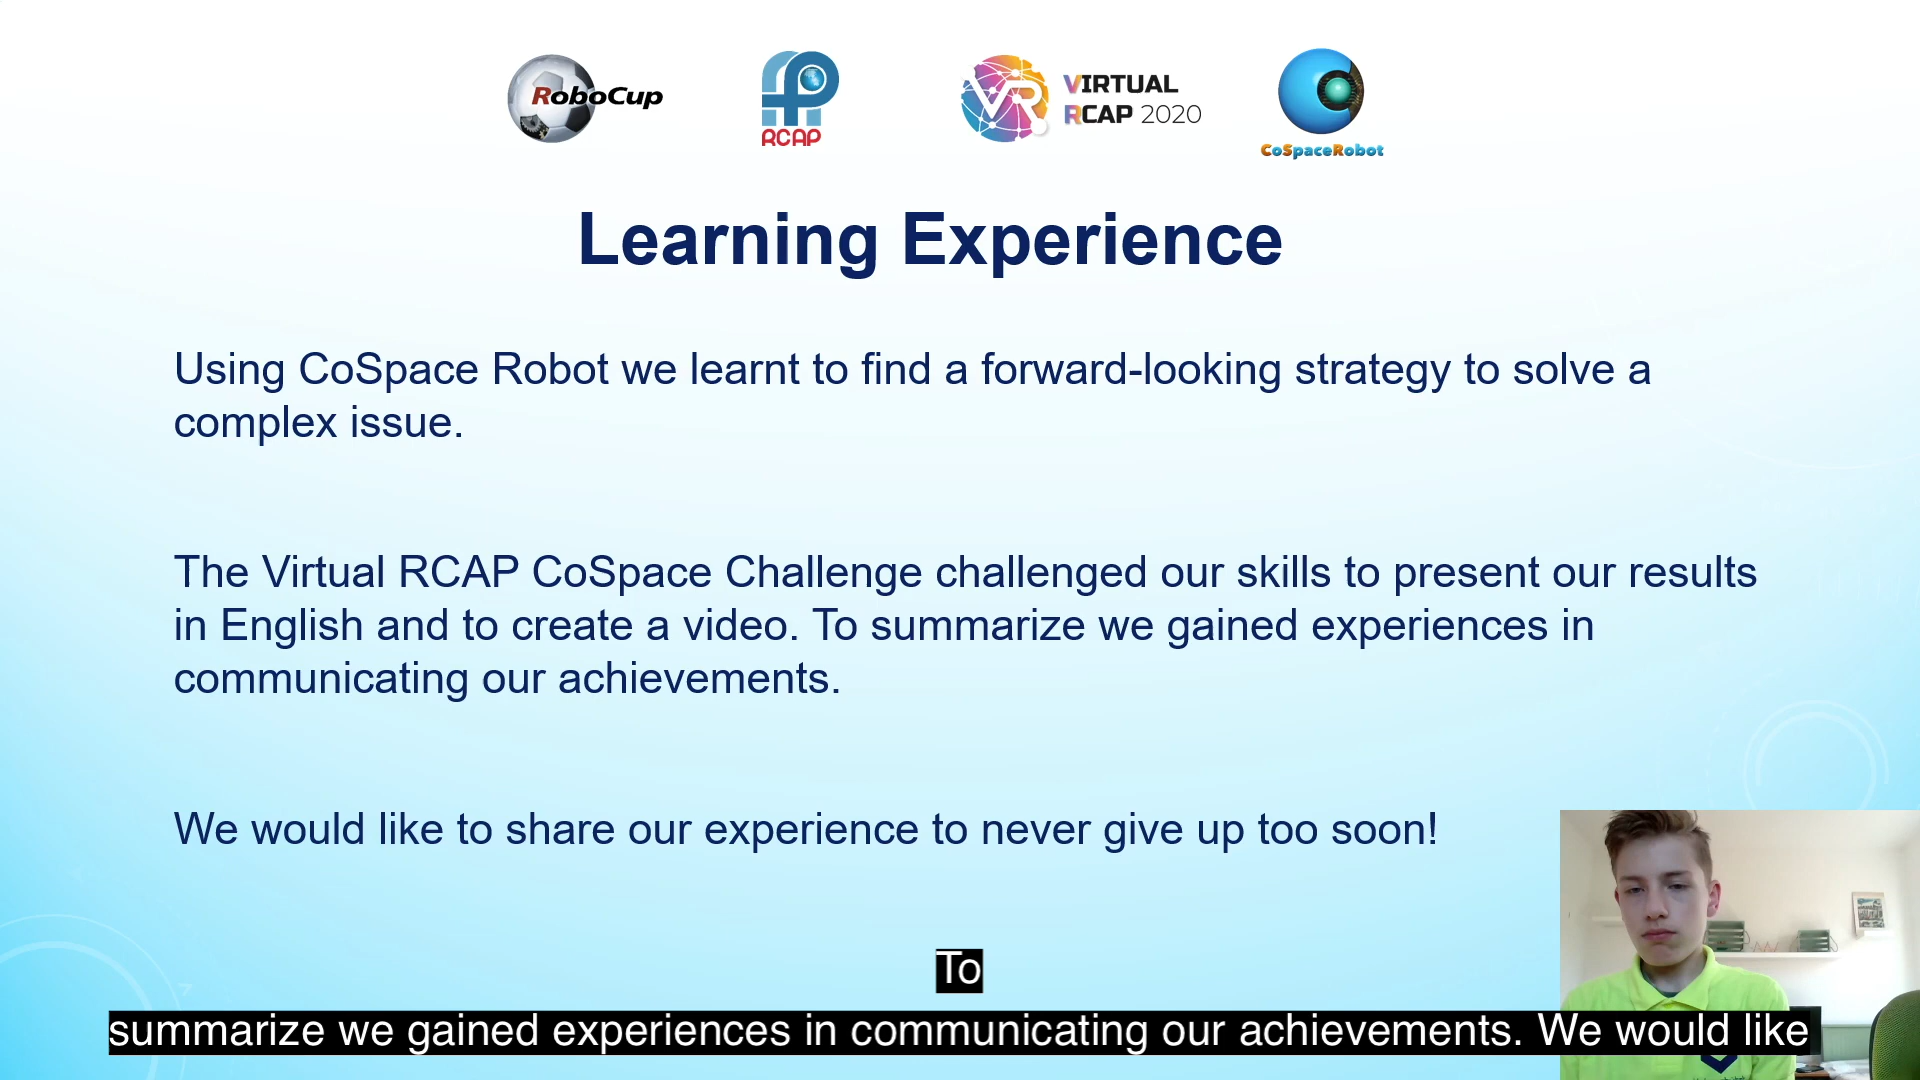 RoboCup
RCAP
VIRTUAL
RCAP 2020
CoSpaceRobot
Learning Experience
Using CoSpace Robot we learnt to find a forward-looking strategy to solve a
complex issue.
The Virtual RCAP CoSpace Challenge challenged our skills to present our results
in English and to create a video. To summarize we gained experiences in
communicating our achievements.
We would like to share our experience to never give up too soon!
To
summarize we gained experiences in communicating our achievements. We would like